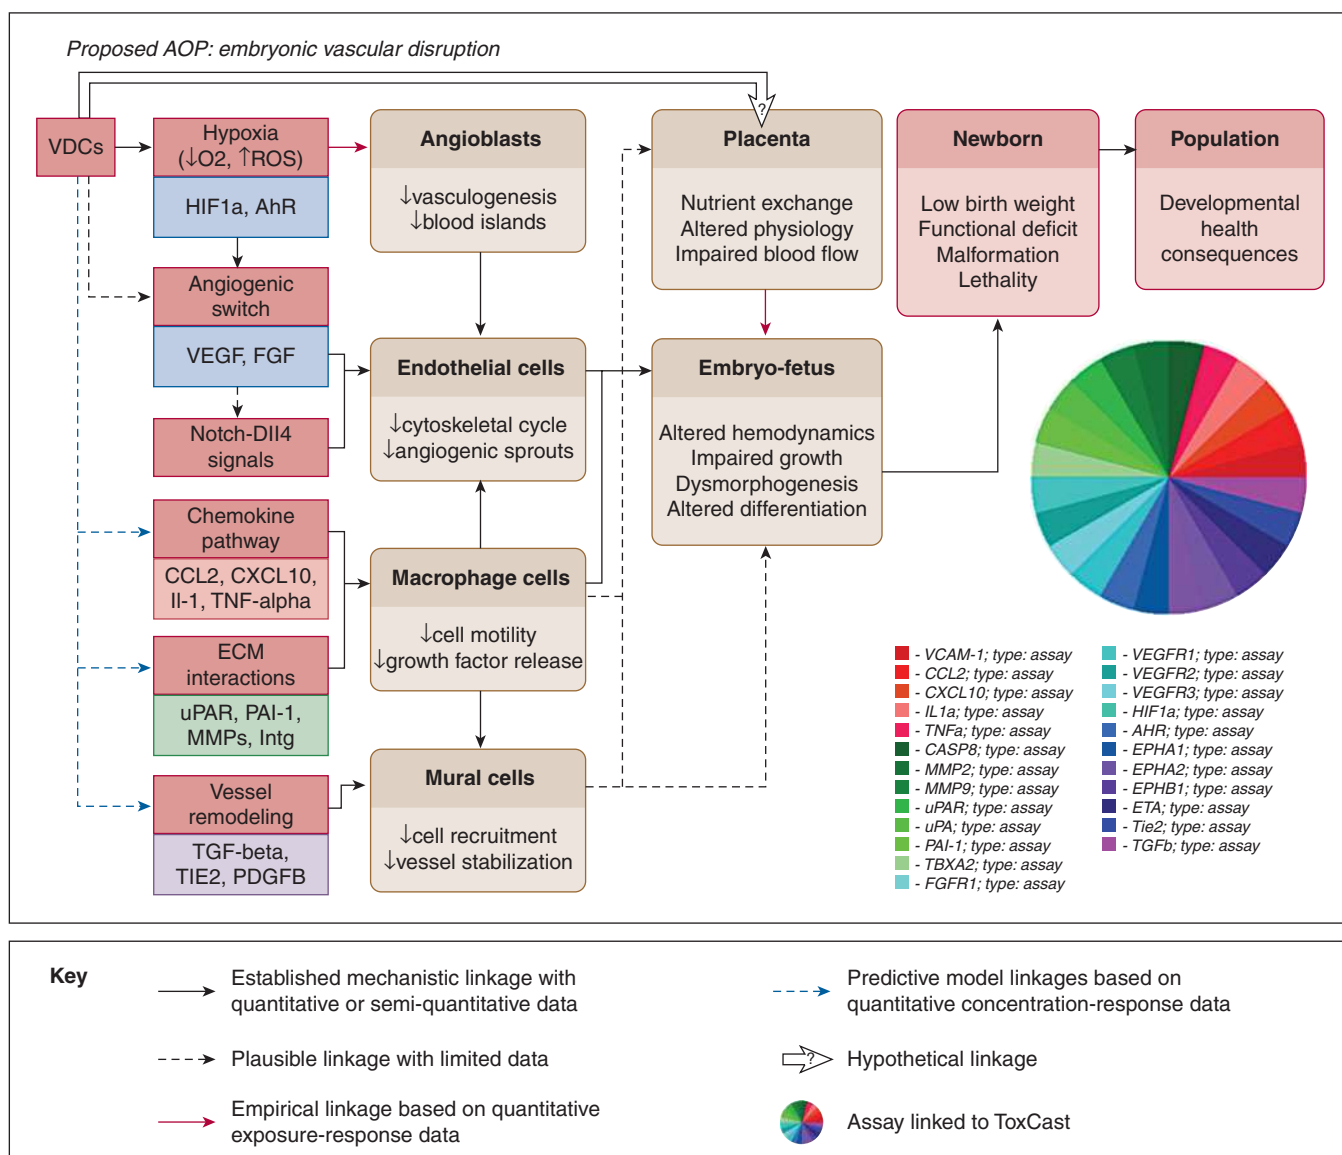 Proposed AOP: embryonic vascular disruption
?
VDCs
Hypoxia
(↓O2, ↑ROS)
HIF1a, AhR
Angiogenic
switch
VEGF, FGF
Notch-DII4
signals
Chemokine
pathway
CCL2, CXCL10,
Il-1, TNF-alpha
ECM
interactions
uPAR, PAI-1,
MMPs, Intg
Vessel
remodeling
TGF-beta,
TIE2, PDGFB
Angioblasts
↓vasculogenesis
↓blood islands
Endothelial cells
↓cytoskeletal cycle
↓angiogenic sprouts
Macrophage cells
↓cell motility
↓growth factor release
Mural cells
↓cell recruitment
↓vessel stabilization
Placenta
Nutrient exchange
Altered physiology
Impaired blood flow
Embryo-fetus
Altered hemodynamics
Impaired growth
Dysmorphogenesis
Altered differentiation
Newborn
Low birth weight
Functional deficit
Malformation
Lethality
Population
Developmental
health
consequences
- VCAM-1; type: assay
- CCL2; type: assay
- CXCL10; type: assay
- IL1a; type: assay
- TNFa; type: assay
- CASP8; type: assay
- MMP2; type: assay
- MMP9; type: assay
- uPAR; type: assay
- uPA; type: assay
- PAI-1; type: assay
- TBXA2; type: assay
- FGFR1; type: assay
- VEGFR1; type: assay
- VEGFR2; type: assay
- VEGFR3; type: assay
- HIF1a; type: assay
- AHR; type: assay
- EPHA1; type: assay
- EPHA2; type: assay
- EPHB1; type: assay
- ETA; type: assay
- Tie2; type: assay
- TGFb; type: assay
Key
Established mechanistic linkage with
quantitative or semi-quantitative data
Plausible linkage with limited data
Empirical linkage based on quantitative
exposure-response data
Predictive model linkages based on
quantitative concentration-response data
?
Hypothetical linkage
Assay linked to ToxCast